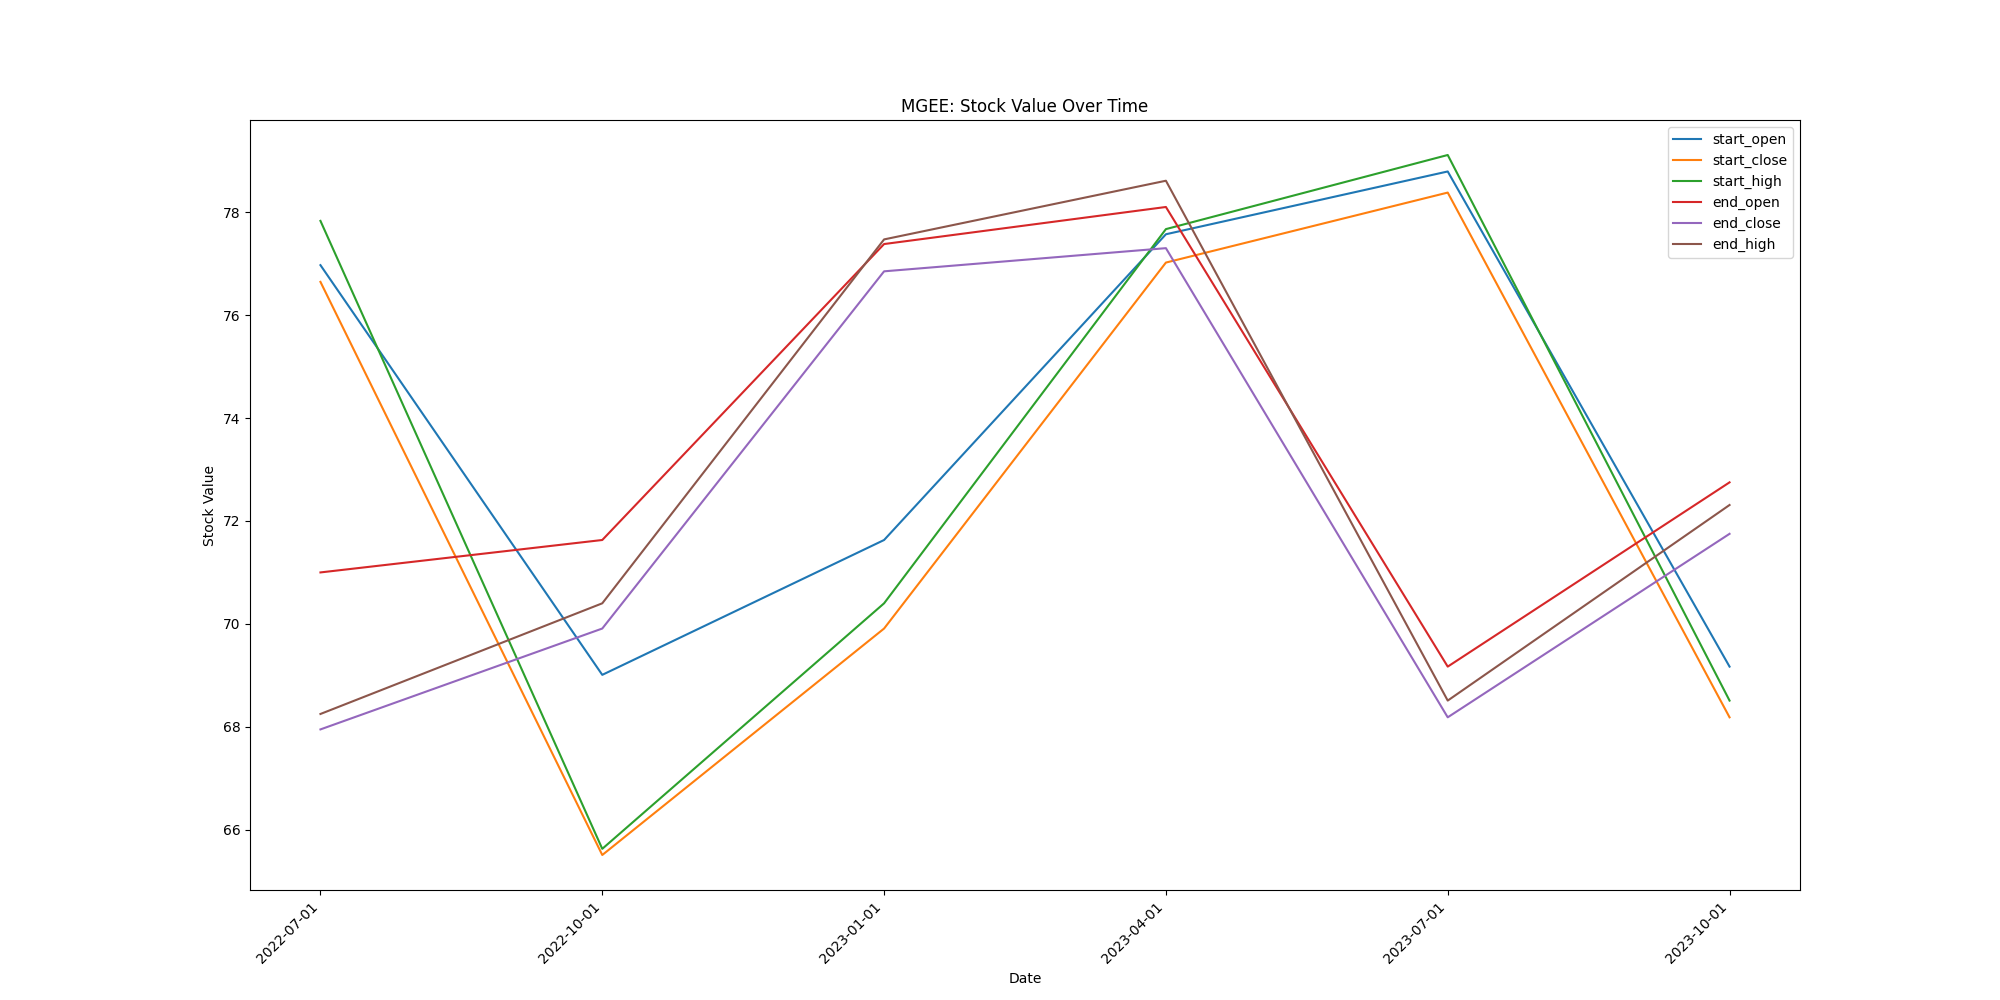 MGEE: Stock Value Over Time
start_open
start_close
start_high
end_open
end_close
end_high
78
76
74
72
70
68
66
Stock Value
2022-07-01
2022-10-01
2023-01-01
2023-04-01
2023-07-01
2023-10-01
Date